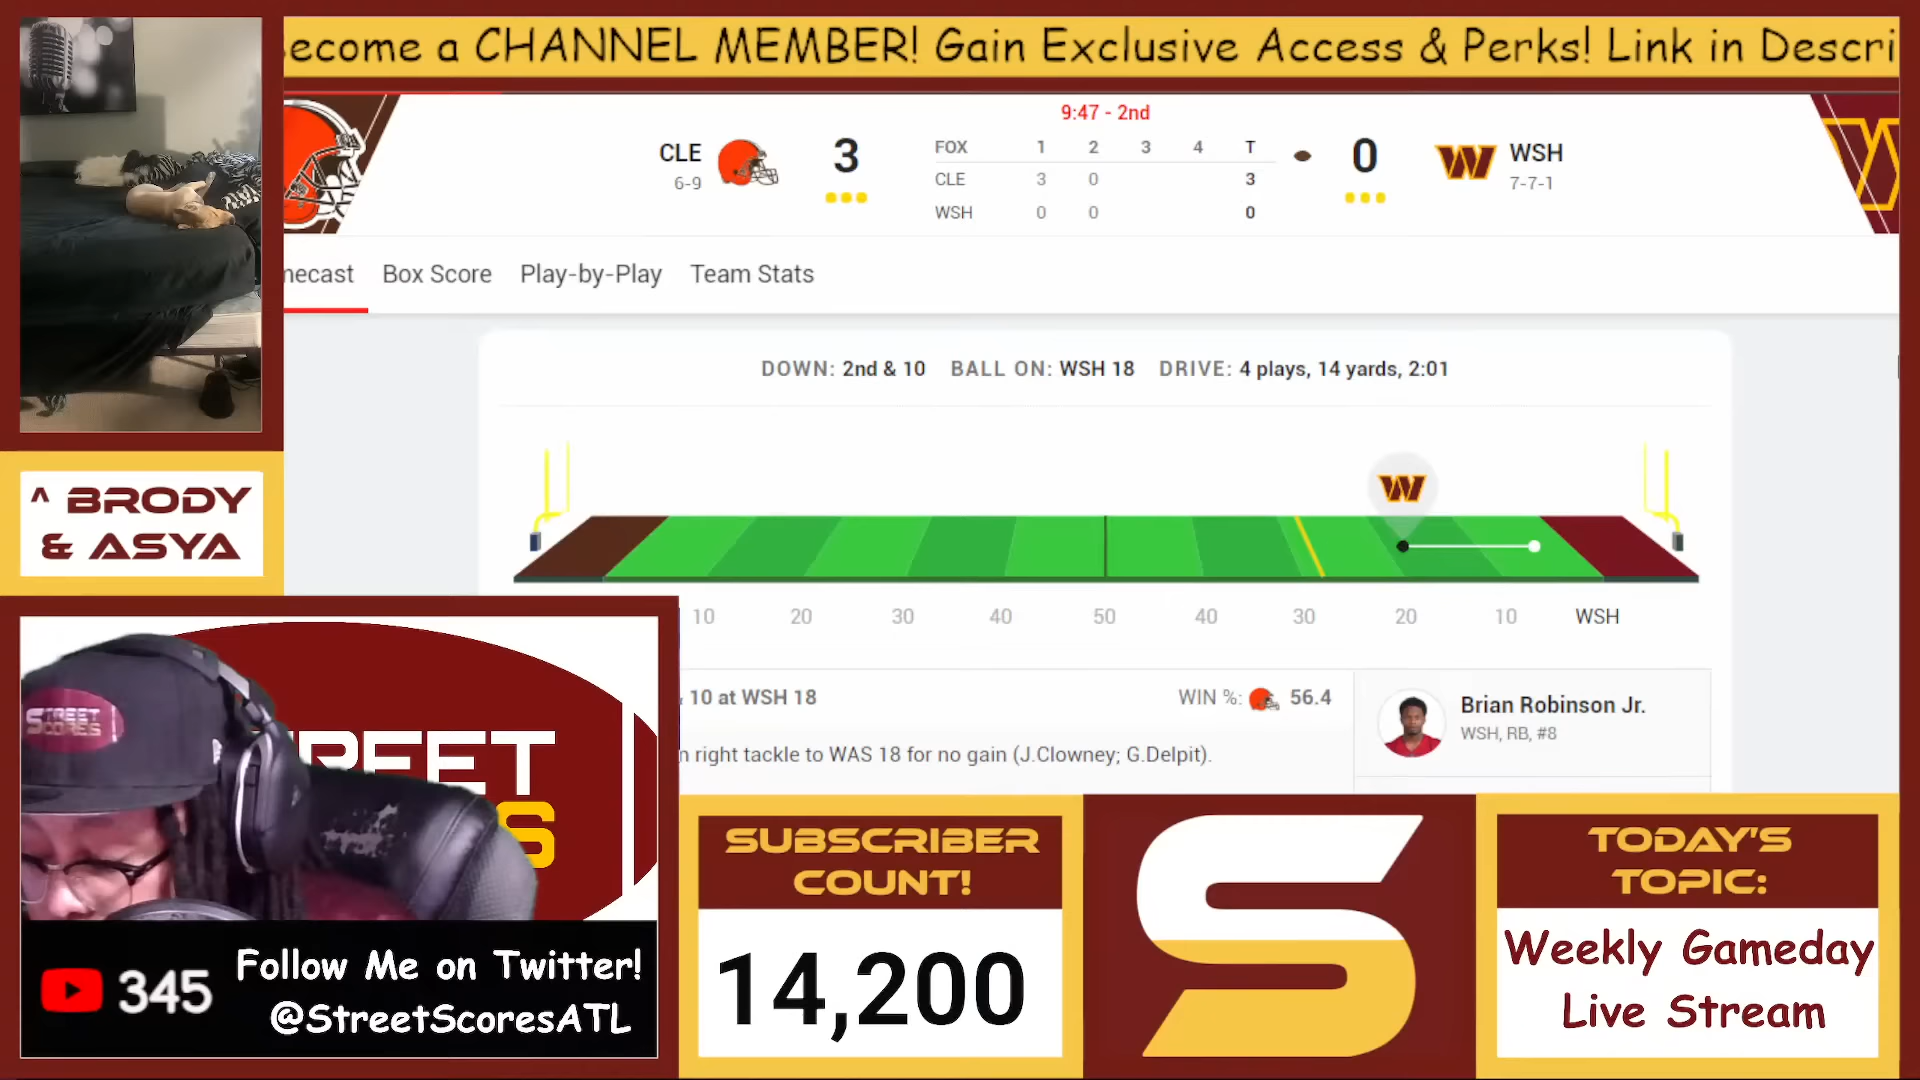 ecome a CHANNEL MEMBER! Gain Exclusive Access & Perks! Link in Descri
9:47 - 2nd
CLE
6-9
3
FOX 1 2 3 4 T
CLE 3 0 3
WSH 0 0 0
0
WSH
7-7-1
necast Box Score Play-by-Play Team Stats
DOWN: 2nd & 10 BALL ON: WSH 18 DRIVE: 4 plays, 14 yards, 2:01
^ BRODY
& ASYA
W
10 20 30 40 50 40 30 20 10 WSH
10 at WSH 18
WIN %: 56.4
n right tackle to WAS 18 for no gain (J.Clowney; G.Delpit).
Brian Robinson Jr.
WSH, RB, #8
STREET
SCORES
REET
S
345
Follow Me on Twitter!
@StreetScoresATL
SUBSCRIBER
COUNT!
14,200
S
TODAY'S
TOPIC:
Weekly Gameday
Live Stream